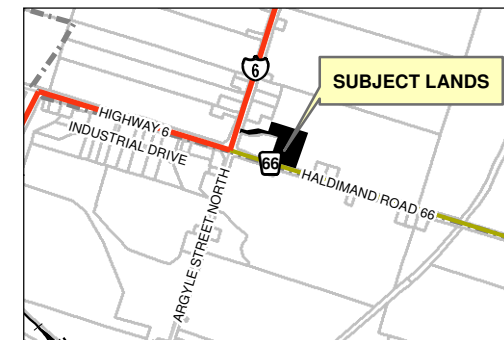 6
SUBJECT LANDS
HIGHWAY 6
INDUSTRIAL DRIVE
66
HALDIMAND ROAD 66
ARGYLE STREET NORTH